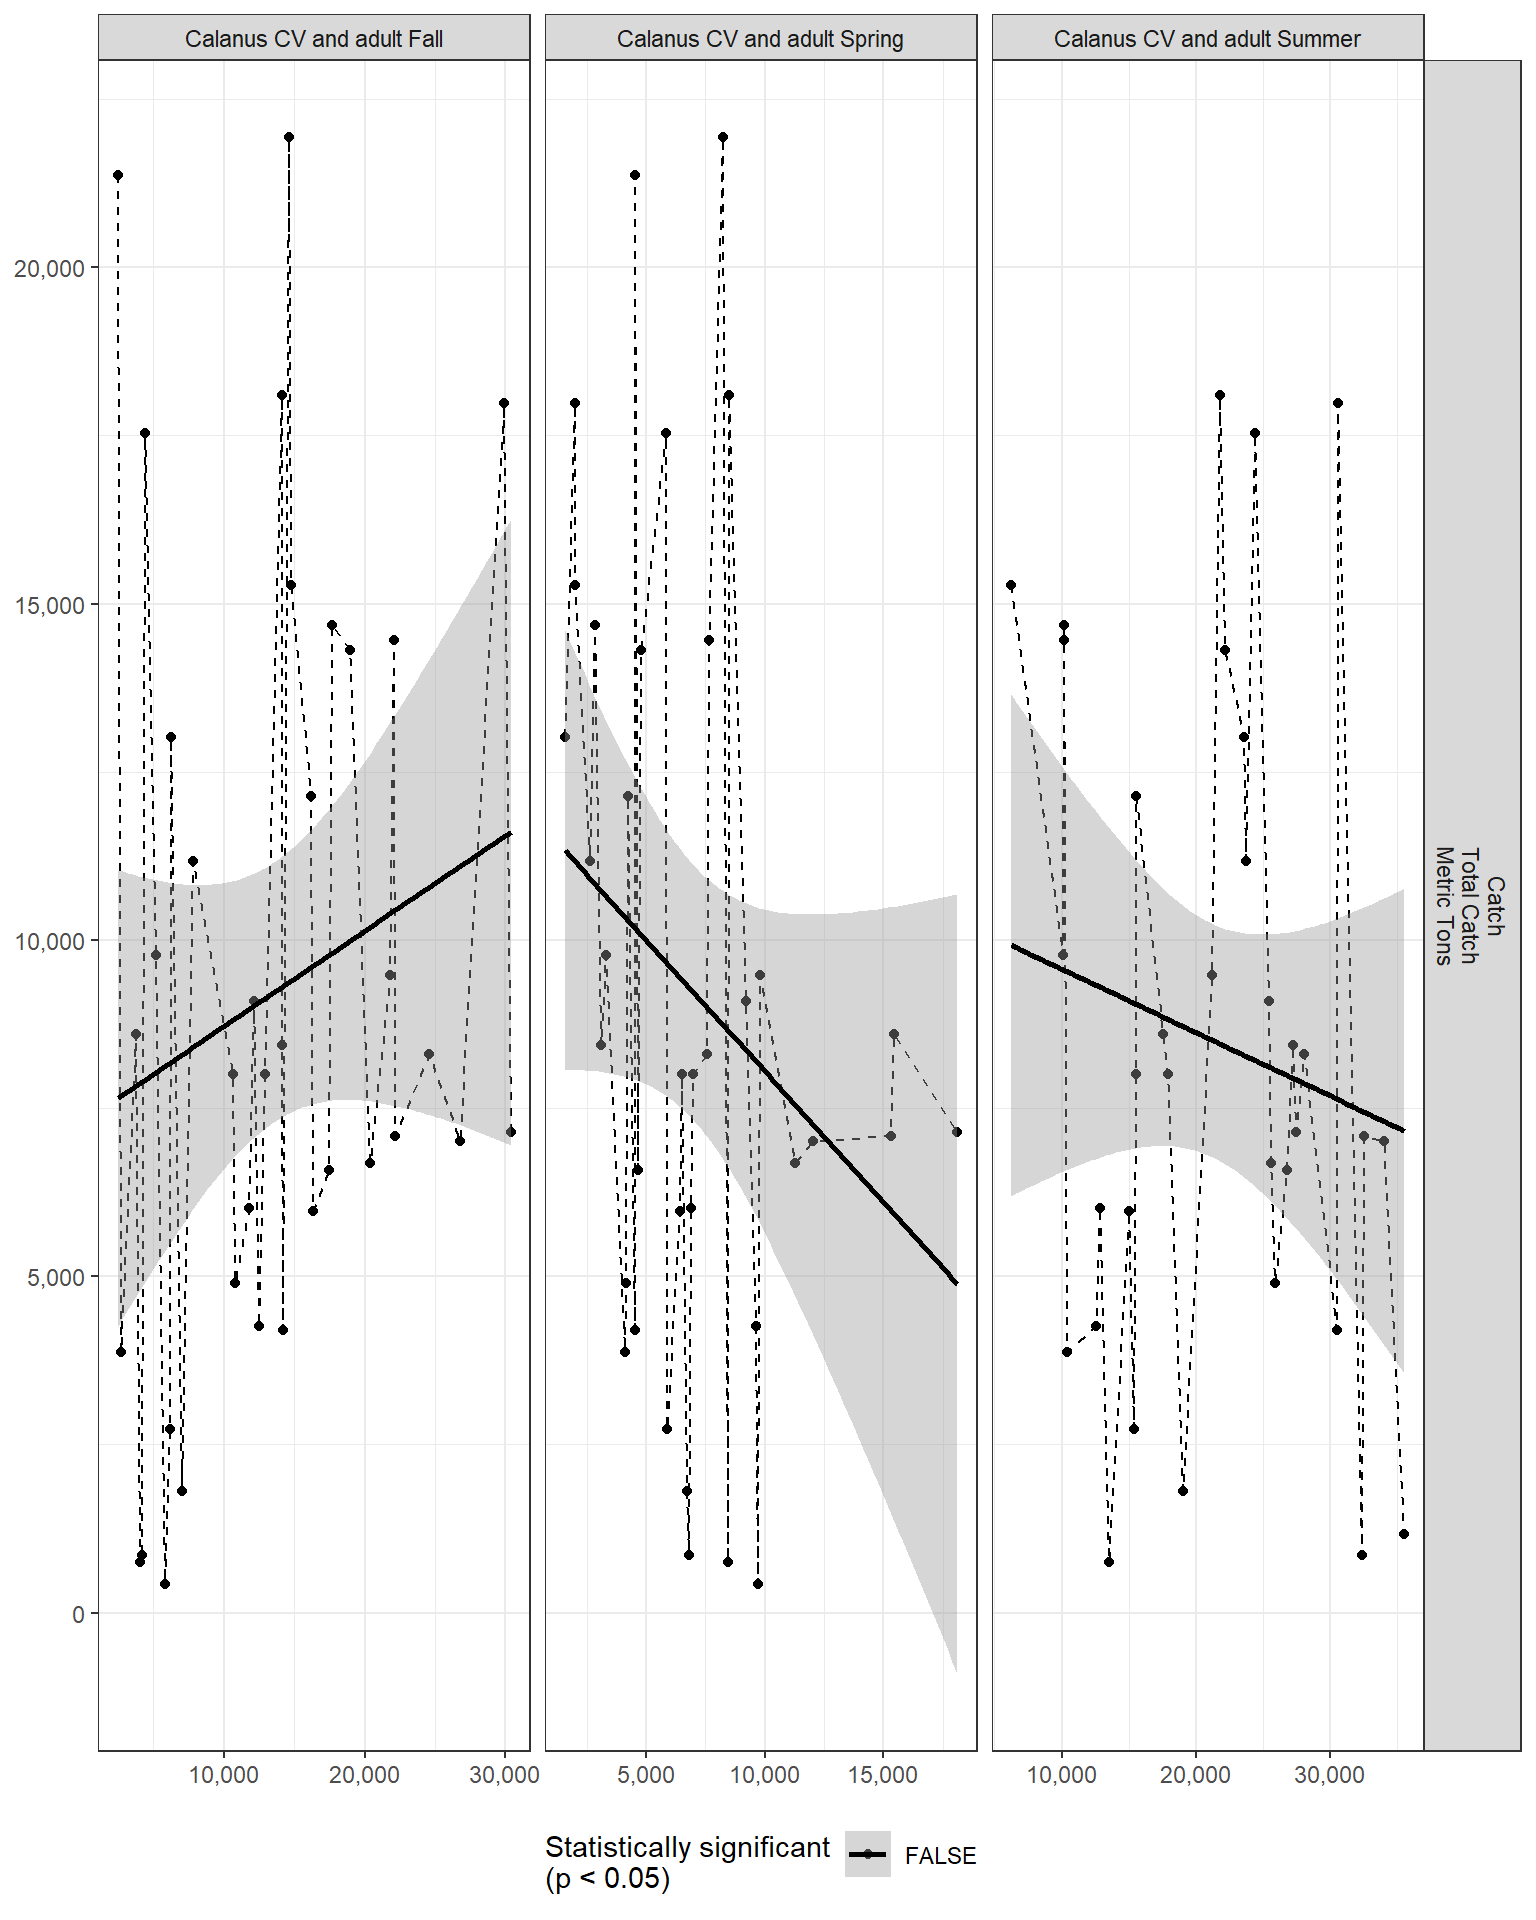 Calanus CV and adult Fall
Calanus CV and adult Spring
Calanus CV and adult Summer
20,000
15,000
10,000
5,000
0
Catch
Total Catch
Metric Tons
10,000
20,000
30,000
5,000
10,000
15,000
10,000
20,000
30,000
Statistically significant
(p < 0.05)
FALSE